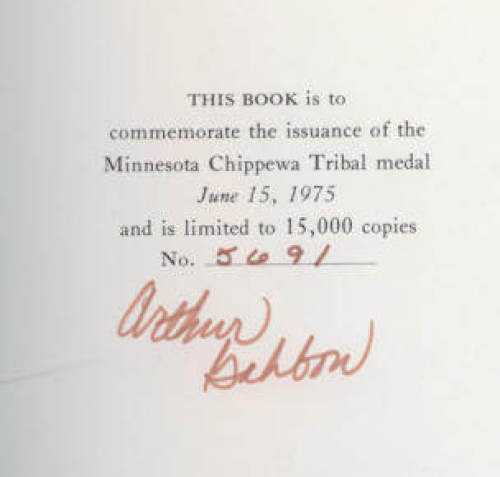 THIS BOOK is to
commemorate the issuance of the
Minnesota Chippewa Tribal medal
June 15, 1975
and is limited to 15,000 copies
No. 5691
Arthur
Gahbow